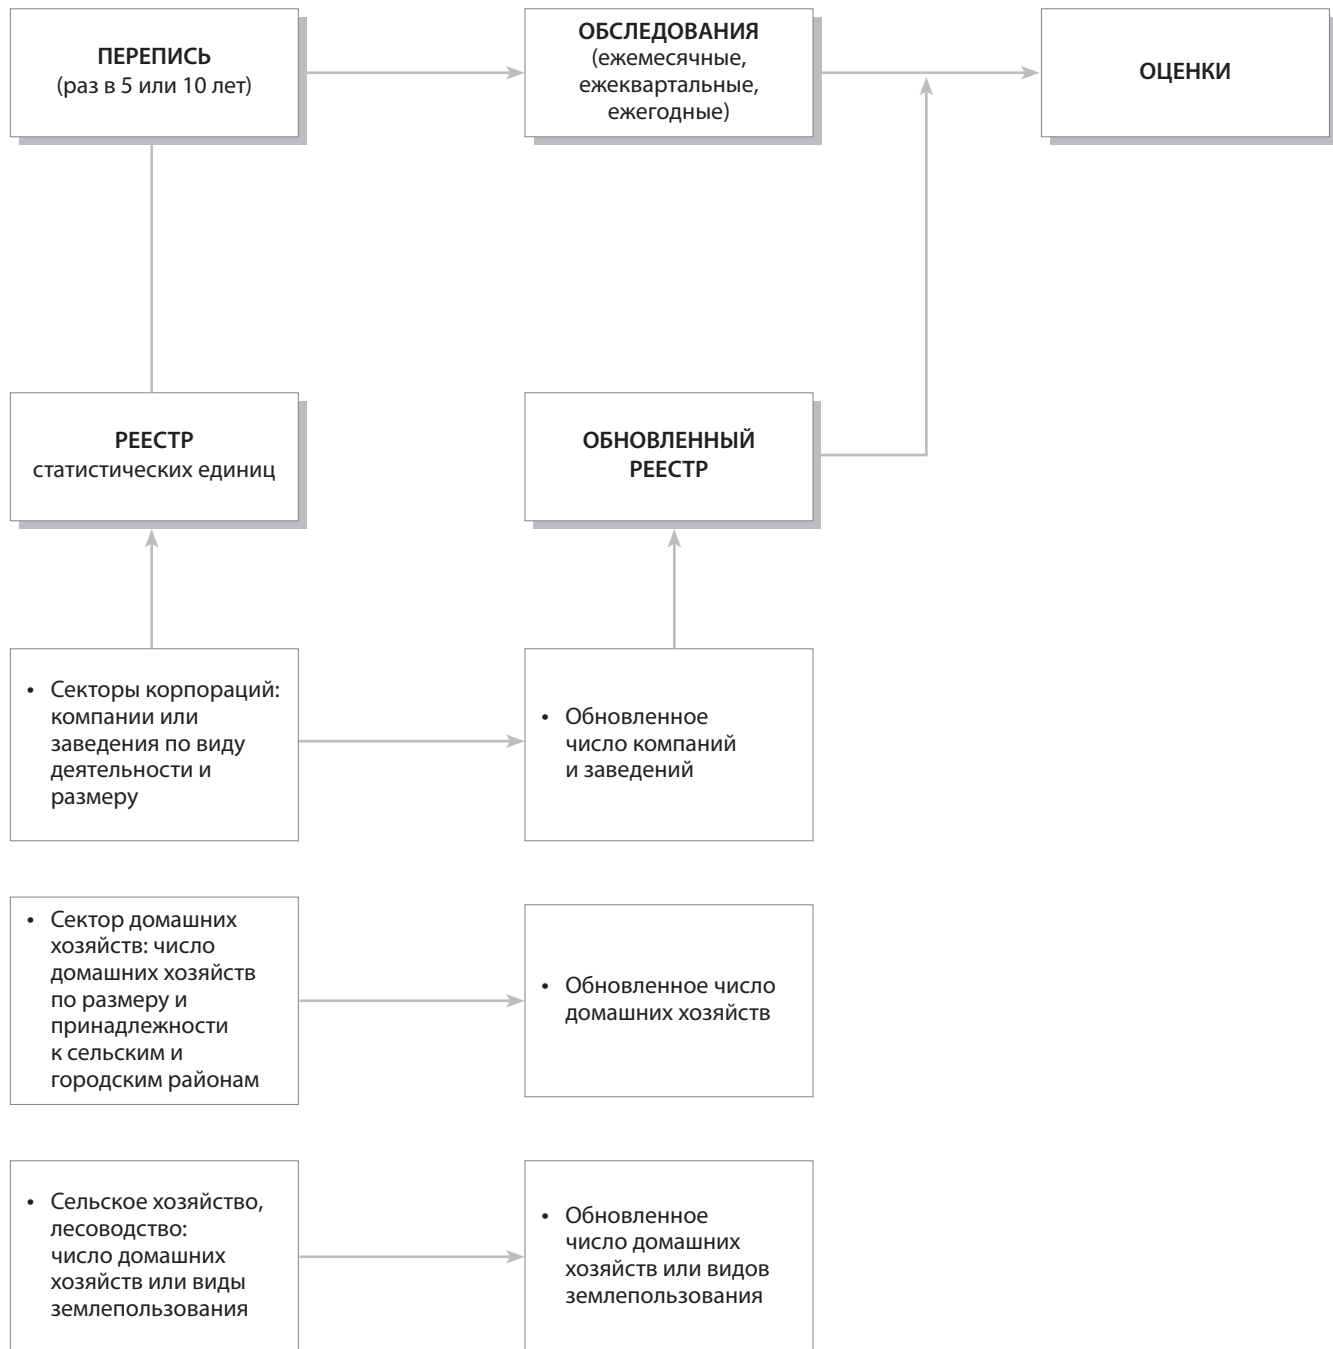 ПЕРЕПИСЬ
(раз в 5 или 10 лет)
ОБСЛЕДОВАНИЯ
(ежемесячные,
ежеквартальные,
ежегодные)
ОЦЕНКИ
РЕЕСТР
статистических единиц
ОБНОВЛЕННЫЙ
РЕЕСТР
• Секторы корпораций:
компании или
заведения по виду
деятельности и
размеру
• Обновленное
число компаний
и заведений
• Сектор домашних
хозяйств: число
домашних хозяйств
по размеру и
принадлежности
к сельским и
городским районам
• Обновленное число
домашних хозяйств
• Сельское хозяйство,
лесоводство:
число домашних
хозяйств или виды
землепользования
• Обновленное
число домашних
хозяйств или видов
землепользования